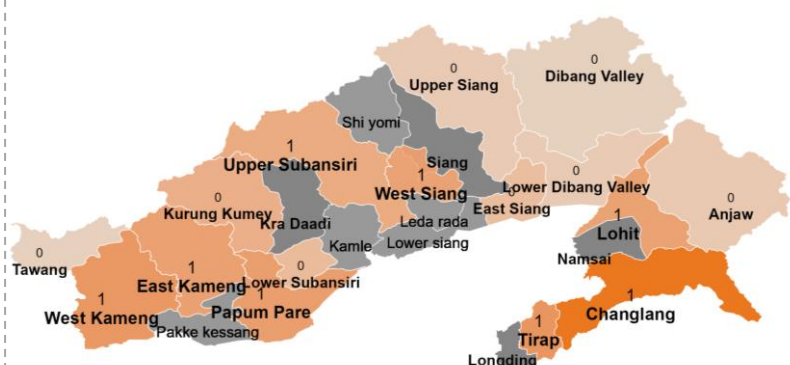 0
Upper Siang
0
Dibang Valley
Shi yomi
1
Upper Subansiri
Siang
1
West Siang
0
Lower Dibang Valley
0
East Siang
0
Anjaw
0
Kurung Kumey
Kra Daadi
Leda rada
Kamle
Lower siang
1
Lohit
Namsai
0
Tawang
1
East Kameng
0
Lower Subansiri
1
West Kameng
1
Papum Pare
Pakke kessang
1
Changlang
1
Tirap
Longding